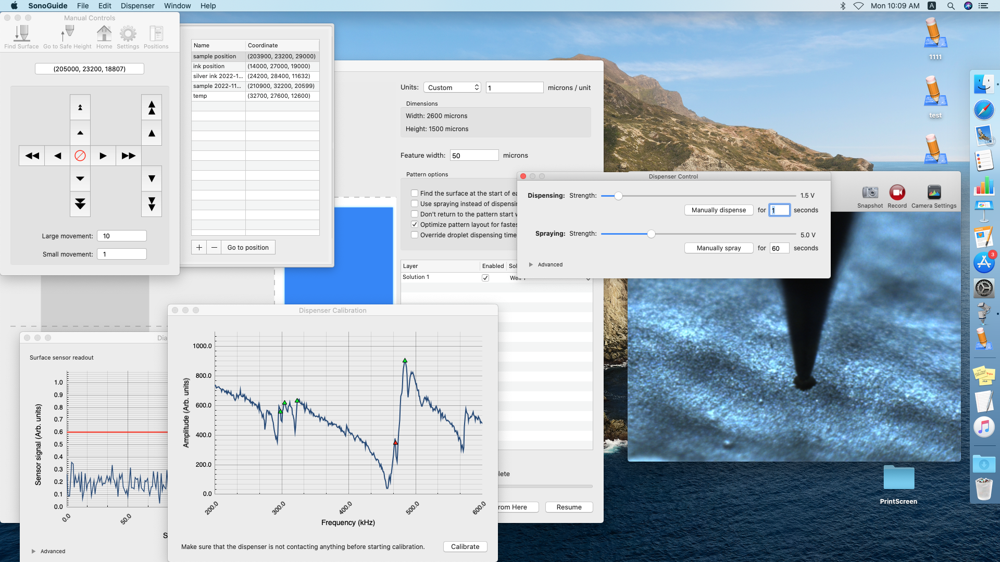 SonoGuide File Edit Dispenser Window Help
Mon 10:09 AM A
Manual Controls
Find Surface Go to Safe Height Home Settings Positions
(205000, 23200, 18807)
Large movement: 10
Small movement: 1
Name Coordinate
sample position (203900, 23200, 29000)
ink position (14000, 27000, 19000)
silver ink 2022-1... (24200, 28400, 11632)
sample 2022-11... (210900, 32200, 20599)
temp (32700, 27600, 12600)
+ − Go to position
Units: Custom 1 microns / unit
Dimensions
Width: 2600 microns
Height: 1500 microns
Feature width: 50 microns
Pattern options
Find the surface at the start of ea
Use spraying instead of dispensin
Don't return to the pattern start w
Optimize pattern layout for fastes
Override droplet dispensing time
Layer Enabled Sol
Solution 1 Well 1
lete
rom Here Resume
Dispenser Control
Dispensing: Strength: 1.5 V
Manually dispense for 1 seconds
Spraying: Strength: 5.0 V
Manually spray for 60 seconds
Advanced
Snapshot Record Camera Settings
1111
test
3
PrintScreen
Dia
Surface sensor readout
Sensor signal (Arb. units)
1.0
0.9
0.8
0.7
0.6
0.5
0.4
0.3
0.2
0.1
0.0
0.0 50.0
S
Advanced
Dispenser Calibration
Amplitude (Arb. units)
1000.0
800.0
600.0
400.0
200.0
0.0
200.0 300.0 400.0 500.0 600.0
Frequency (kHz)
Make sure that the dispenser is not contacting anything before starting calibration.
Calibrate